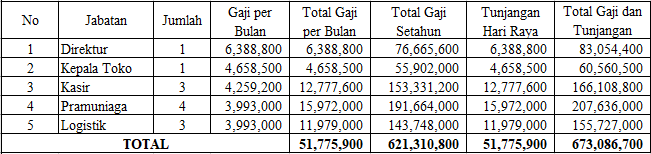 No Jabatan Jumlah Gaji per Bulan Total Gaji per Bulan Total Gaji Setahun Tunjangan Hari Raya Total Gaji dan Tunjangan
1 Direktur 1 6,388,800 6,388,800 76,665,600 6,388,800 83,054,400
2 Kepala Toko 1 4,658,500 4,658,500 55,902,000 4,658,500 60,560,500
3 Kasir 3 4,259,200 12,777,600 153,331,200 12,777,600 166,108,800
4 Pramuniaga 4 3,993,000 15,972,000 191,664,000 15,972,000 207,636,000
5 Logistik 3 3,993,000 11,979,000 143,748,000 11,979,000 155,727,000
TOTAL 51,775,900 621,310,800 51,775,900 673,086,700